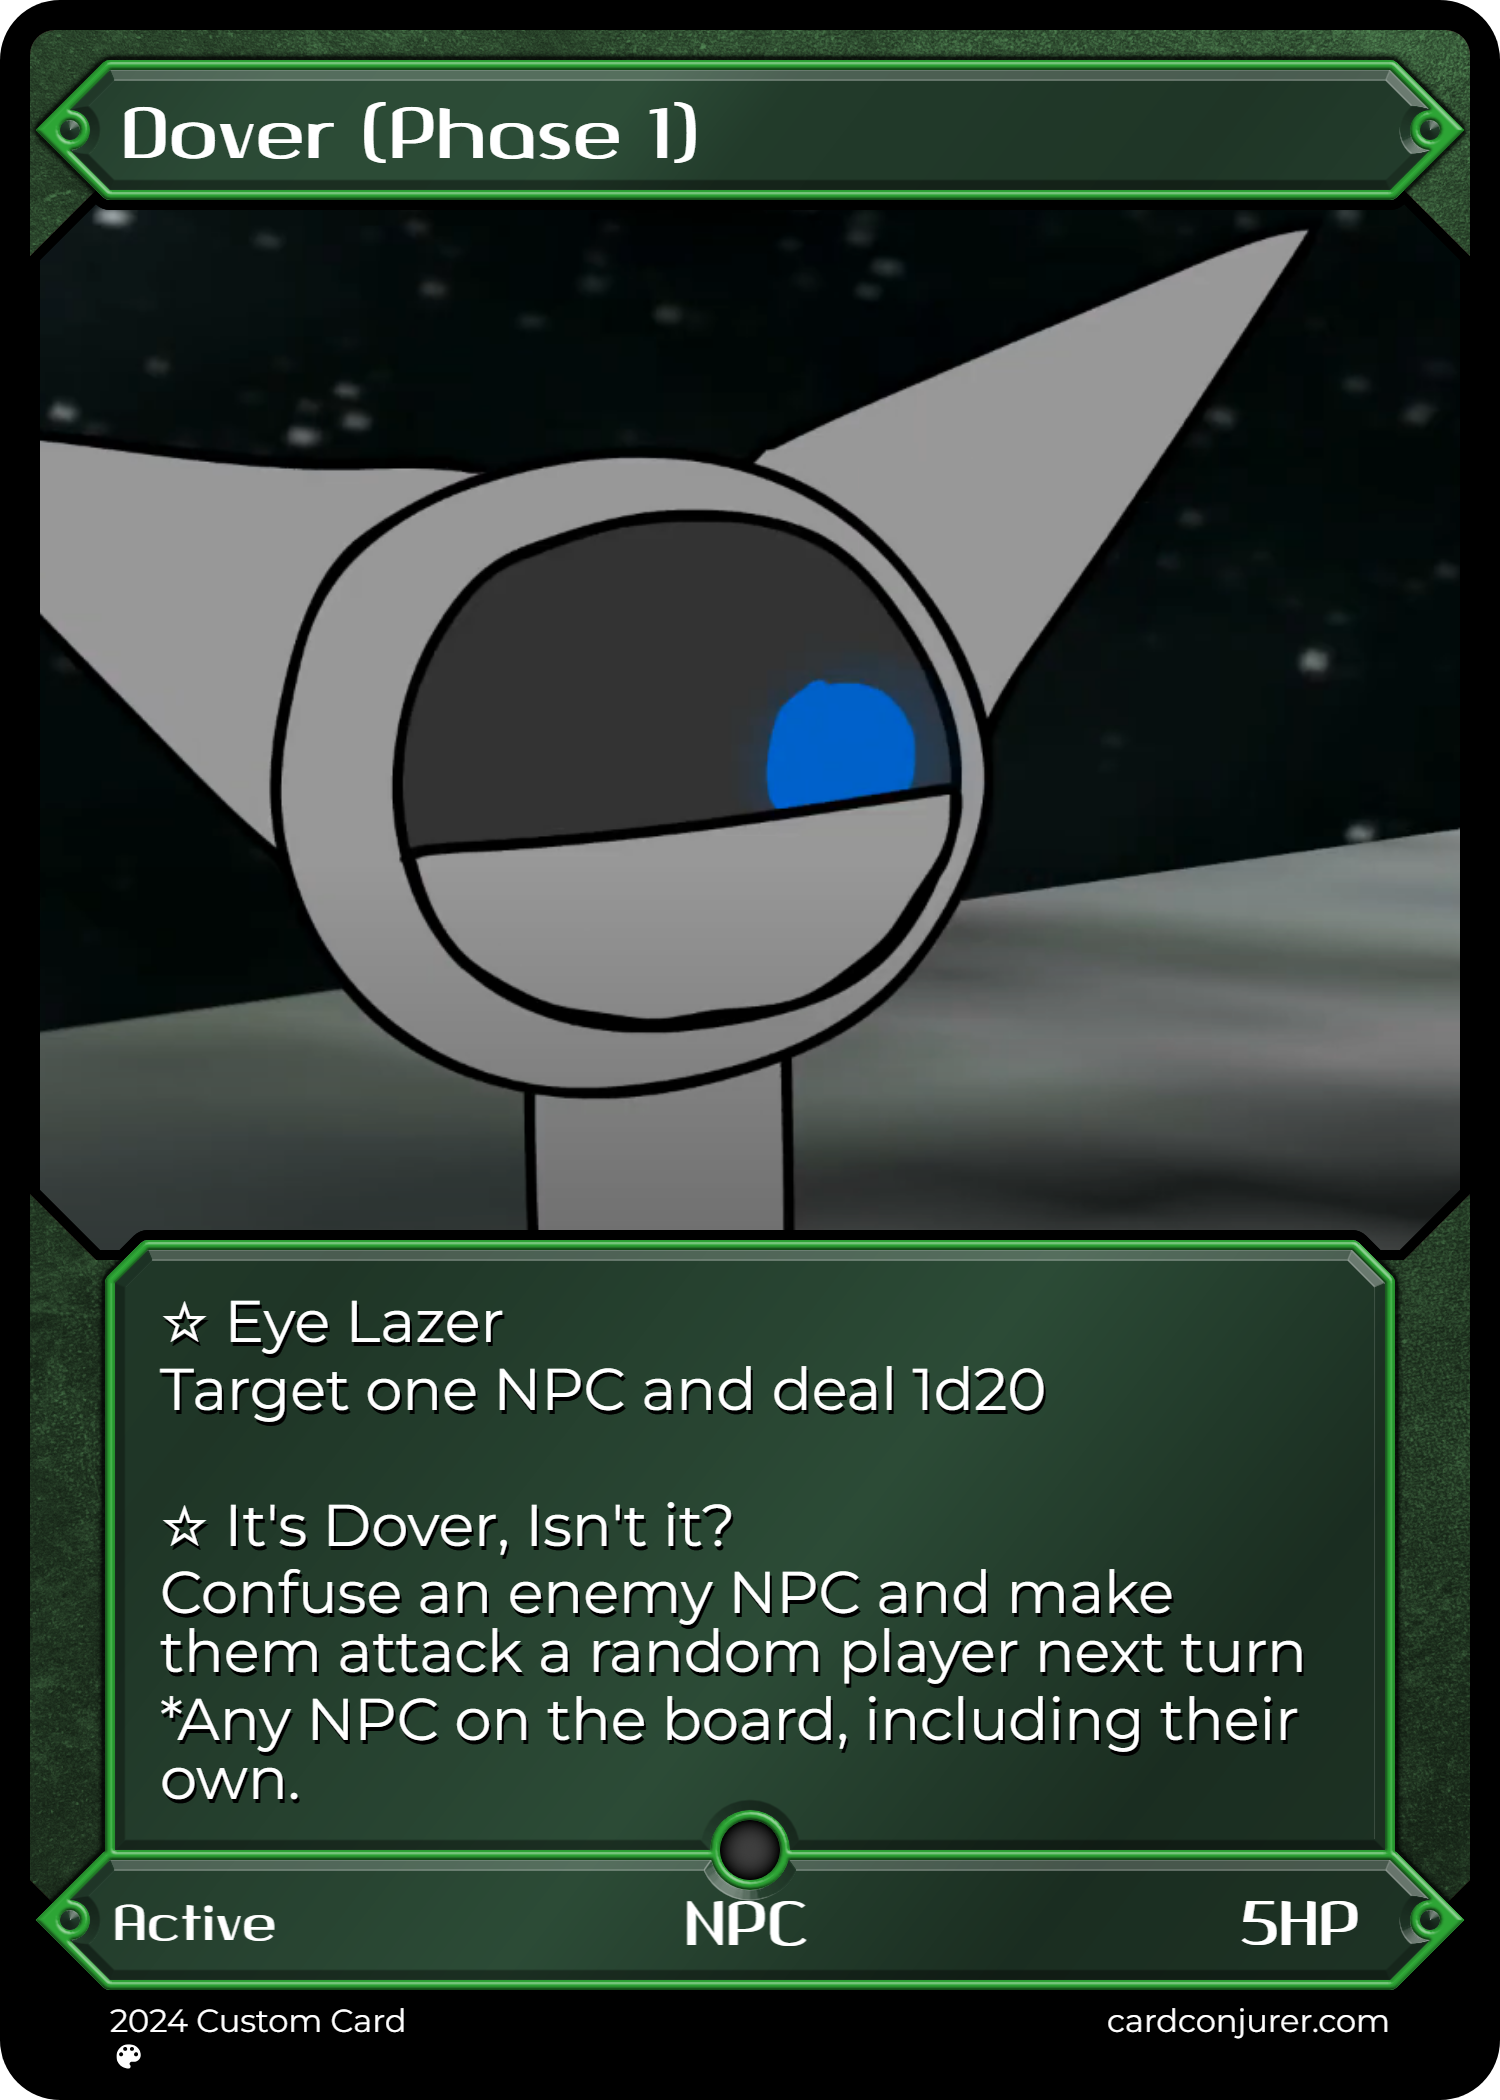 Dover (Phase 1)
☆ Eye Lazer
Target one NPC and deal 1d20
☆ It's Dover, Isn't it?
Confuse an enemy NPC and make
them attack a random player next turn
*Any NPC on the board, including their
own.
Active
NPC
5HP
2024 Custom Card
cardconjurer.com